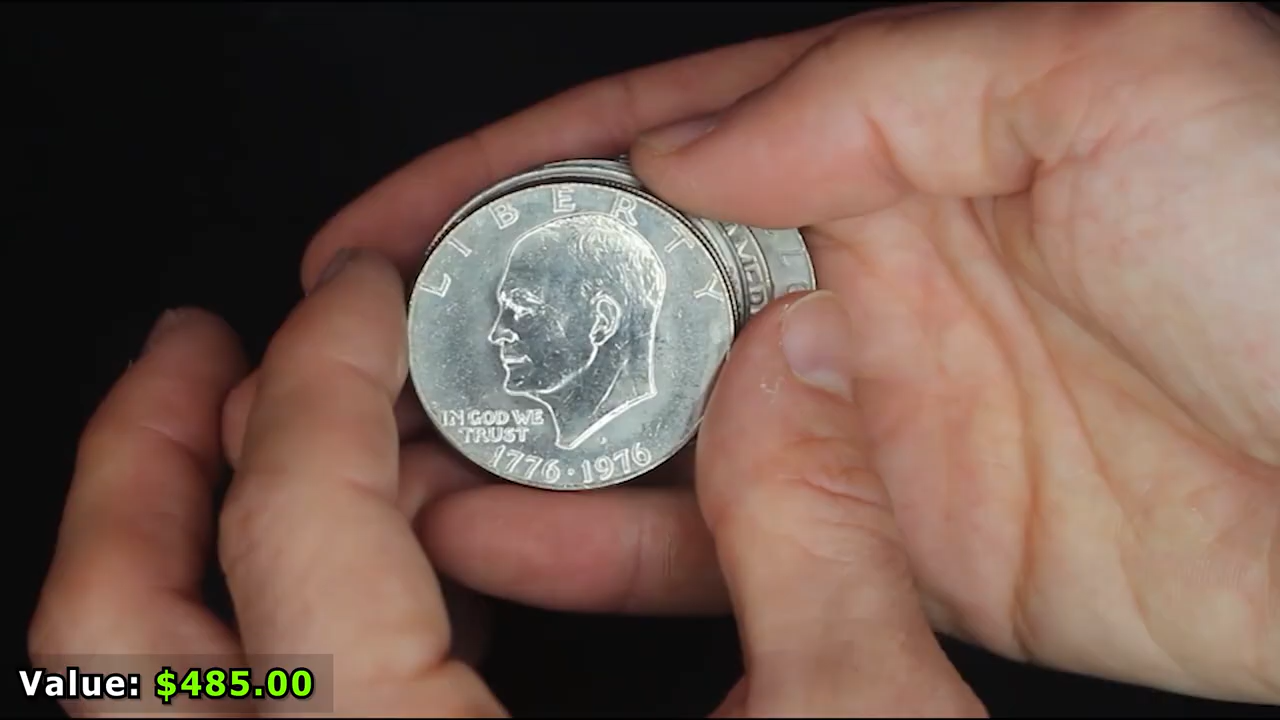 LIBERTY
IN GOD WE
TRUST
1776·1976
Value: $485.00